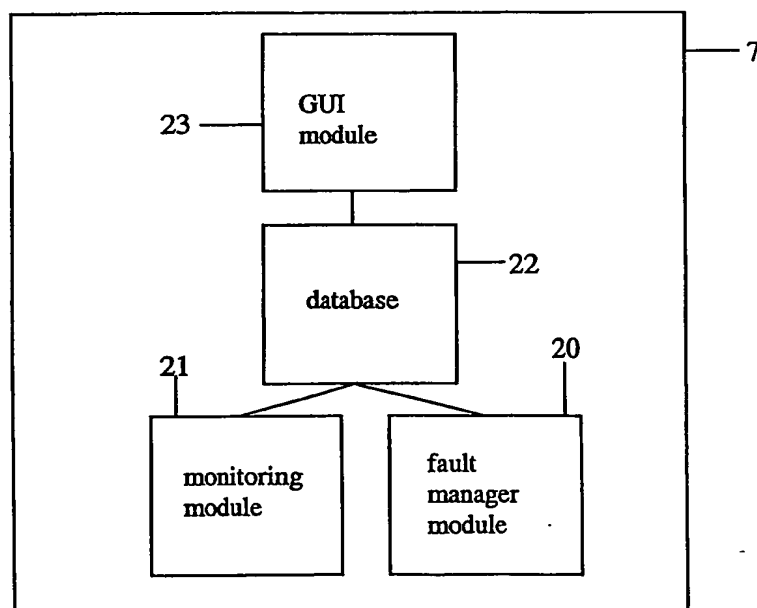 7
GUI
module
23
database
22
21
20
monitoring
module
fault
manager
module